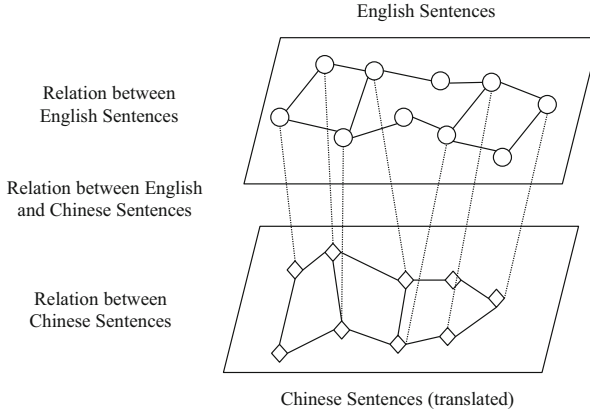 English Sentences
Relation between
English Sentences
Relation between English
and Chinese Sentences
Relation between
Chinese Sentences
Chinese Sentences (translated)